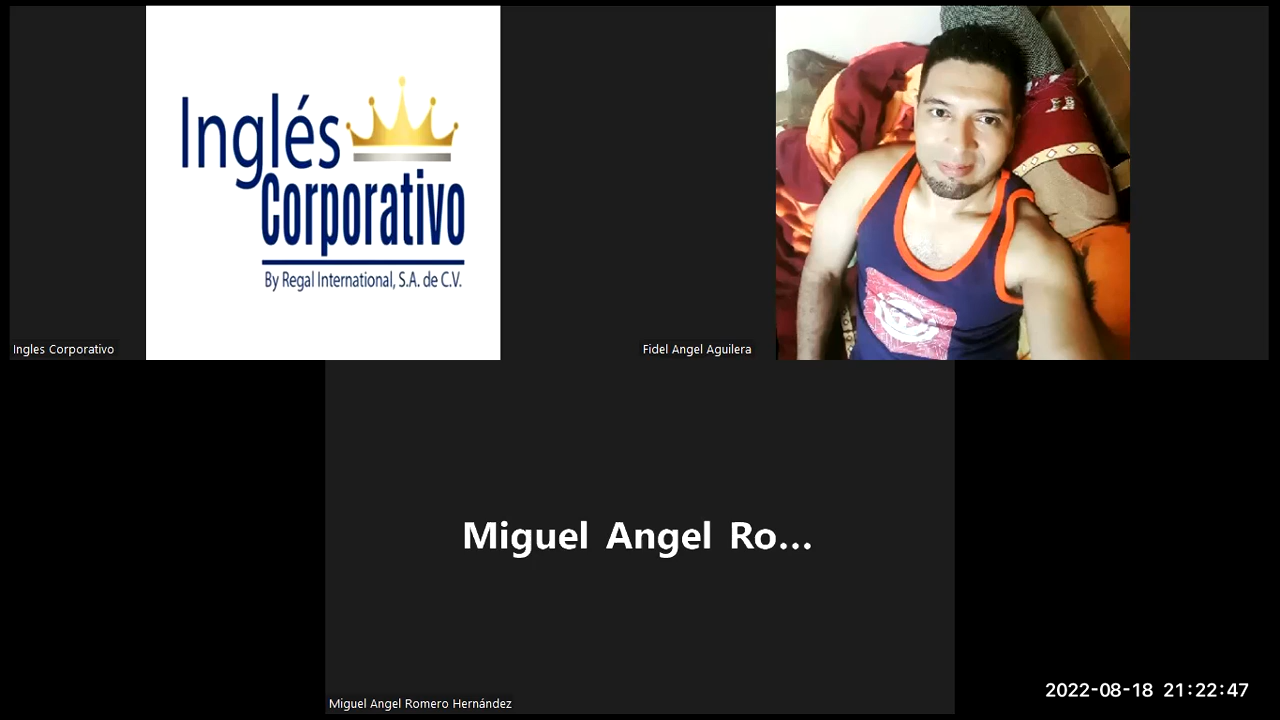 Inglés
Corporativo
By Regal International, S.A. de C.V.
Ingles Corporativo
Fidel Angel Aguilera
Miguel Angel Ro...
Miguel Angel Romero Hernández
2022-08-18 21:22:47